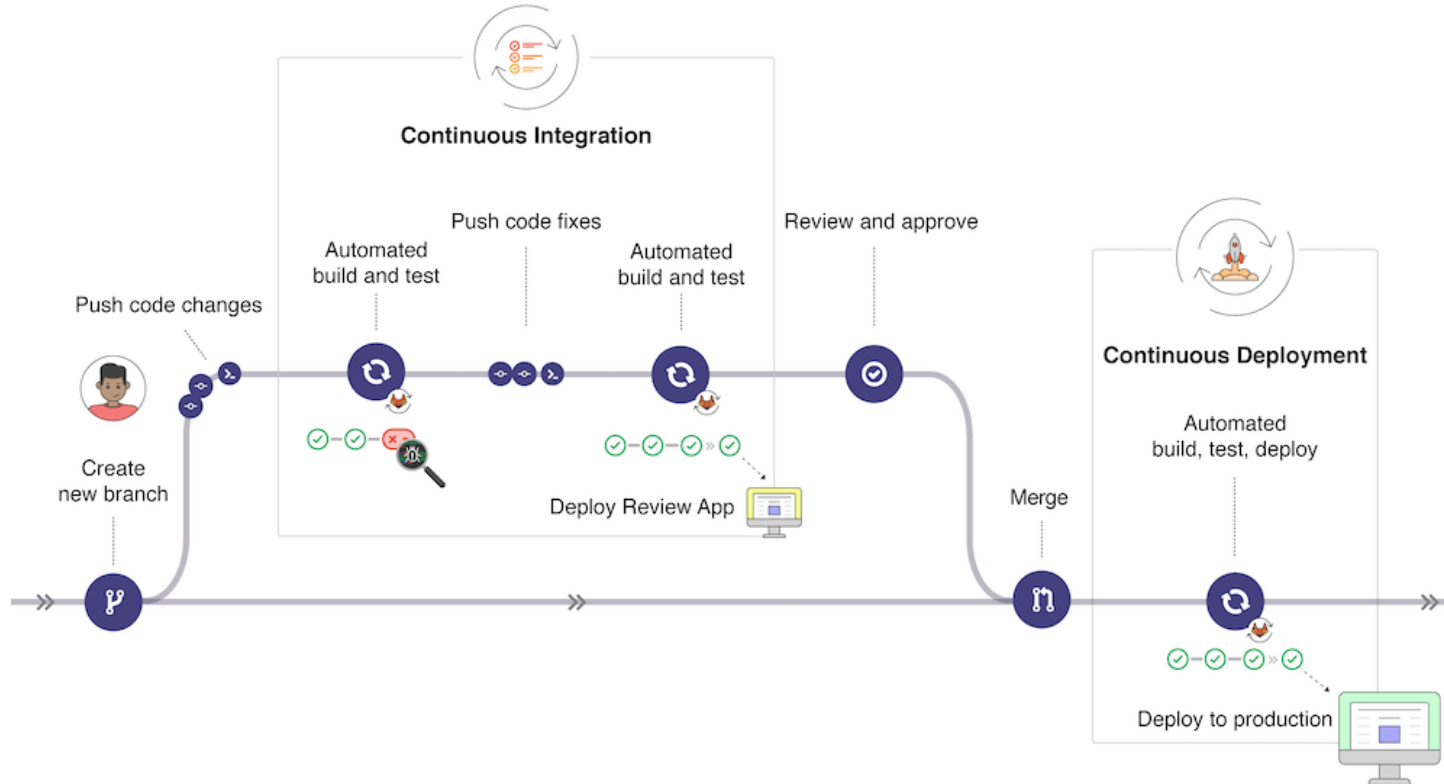 Continuous Integration
Push code fixes
Review and approve
Automated
build and test
Automated
build and test
Push code changes
Continuous Deployment
Automated
build, test, deploy
Create
new branch
Deploy Review App
Merge
Deploy to production